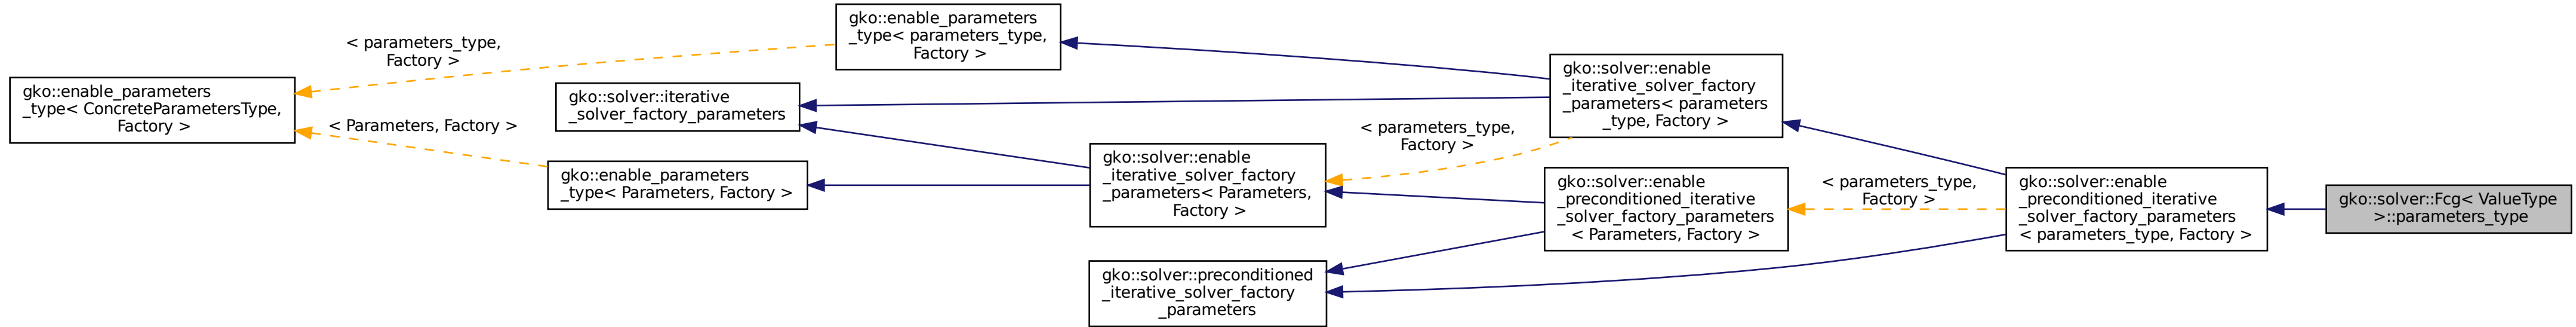 gko::enable_parameters
_type< ConcreteParametersType,
Factory >
< parameters_type,
Factory >
< Parameters, Factory >
gko::enable_parameters
_type< parameters_type,
Factory >
gko::solver::iterative
_solver_factory_parameters
gko::enable_parameters
_type< Parameters, Factory >
gko::solver::enable
_iterative_solver_factory
_parameters< Parameters,
Factory >
gko::solver::preconditioned
_iterative_solver_factory
_parameters
< parameters_type,
Factory >
gko::solver::enable
_iterative_solver_factory
_parameters< parameters
_type, Factory >
gko::solver::enable
_preconditioned_iterative
_solver_factory_parameters
< Parameters, Factory >
< parameters_type,
Factory >
gko::solver::enable
_preconditioned_iterative
_solver_factory_parameters
< parameters_type, Factory >
gko::solver::Fcg< ValueType
>::parameters_type